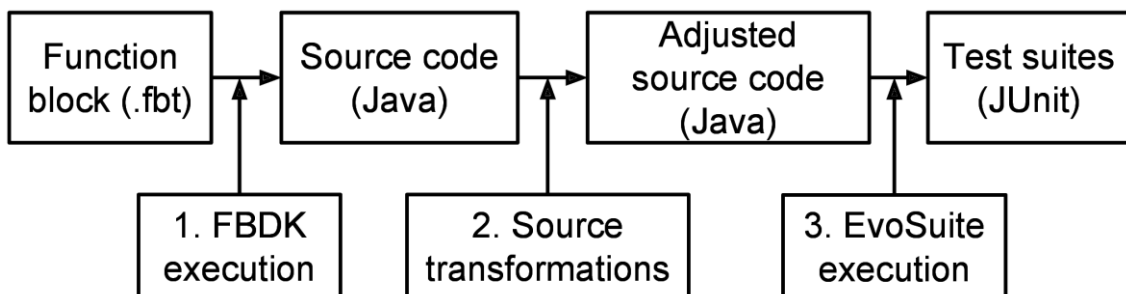 Function
block (.fbt)
Source code
(Java)
Adjusted
source code
(Java)
Test suites
(JUnit)
1. FBDK
execution
2. Source
transformations
3. EvoSuite
execution